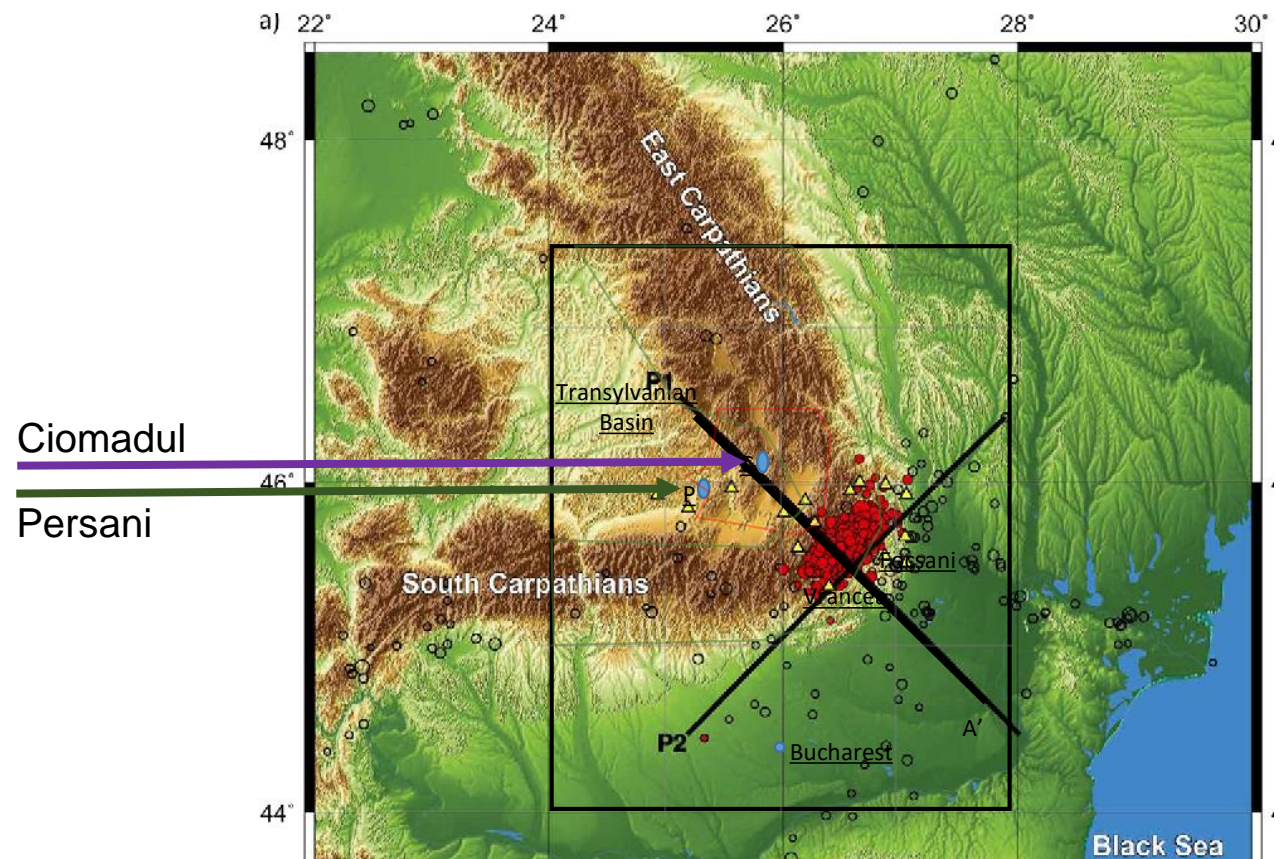 a) 22° 24° 26° 28° 30°
48°
East Carpathians
P1
Transylvanian
Basin
Ciomadul
46°
P
Persani
Focsani
South Carpathians
Vrancea
A'
P2
Bucharest
44°
Black Sea